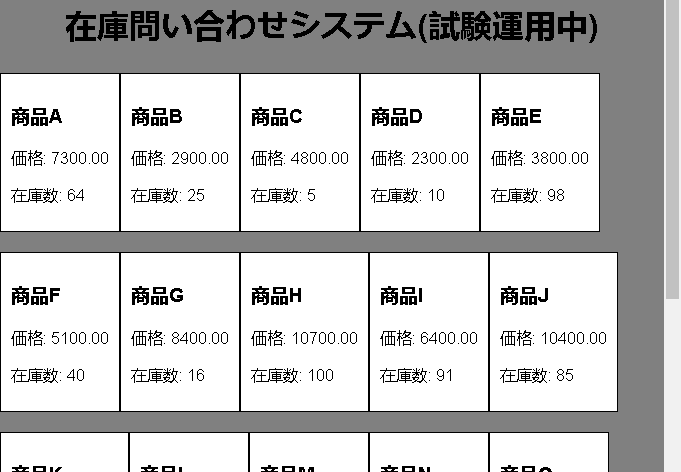 在庫問い合わせシステム(試験運用中)
商品A 商品B 商品C 商品D 商品E
価格: 7300.00 価格: 2900.00 価格: 4800.00 価格: 2300.00 価格: 3800.00
在庫数: 64 在庫数: 25 在庫数: 5 在庫数: 10 在庫数: 98
商品F 商品G 商品H 商品I 商品J
価格: 5100.00 価格: 8400.00 価格: 10700.00 価格: 6400.00 価格: 10400.00
在庫数: 40 在庫数: 16 在庫数: 100 在庫数: 91 在庫数: 85